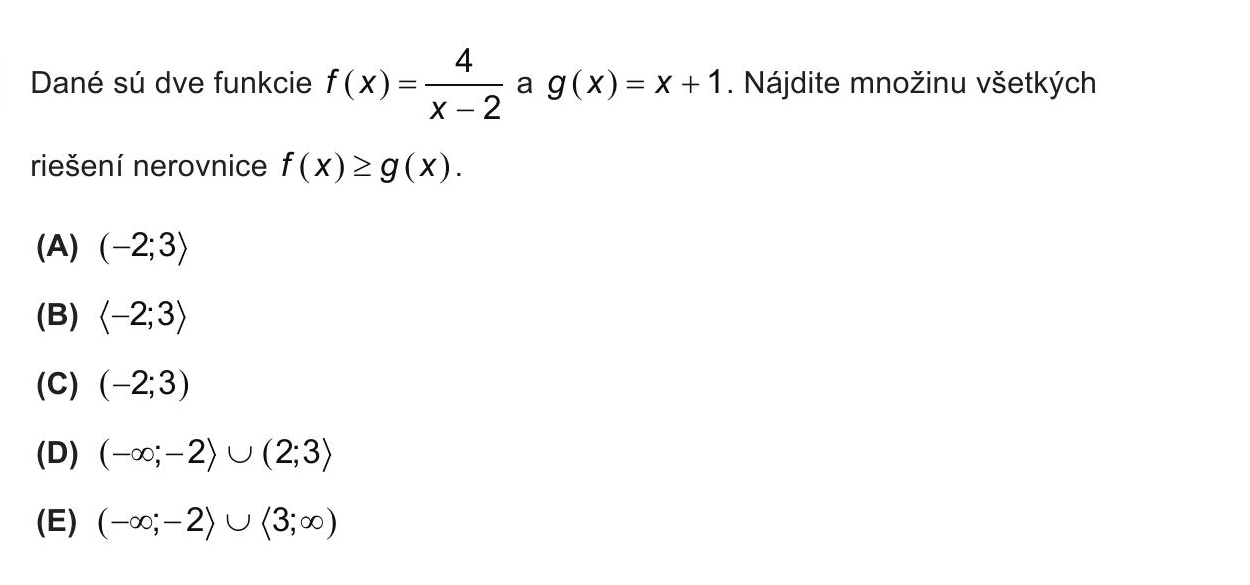 Dané sú dve funkcie f(x) = 4/(x − 2) a g(x) = x + 1. Nájdite množinu všetkých
riešení nerovnice f(x) ≥ g(x).
(A) (−2;3⟩
(B) ⟨−2;3⟩
(C) (−2;3)
(D) (−∞;−2⟩ ∪ (2;3⟩
(E) (−∞;−2⟩ ∪ ⟨3;∞)